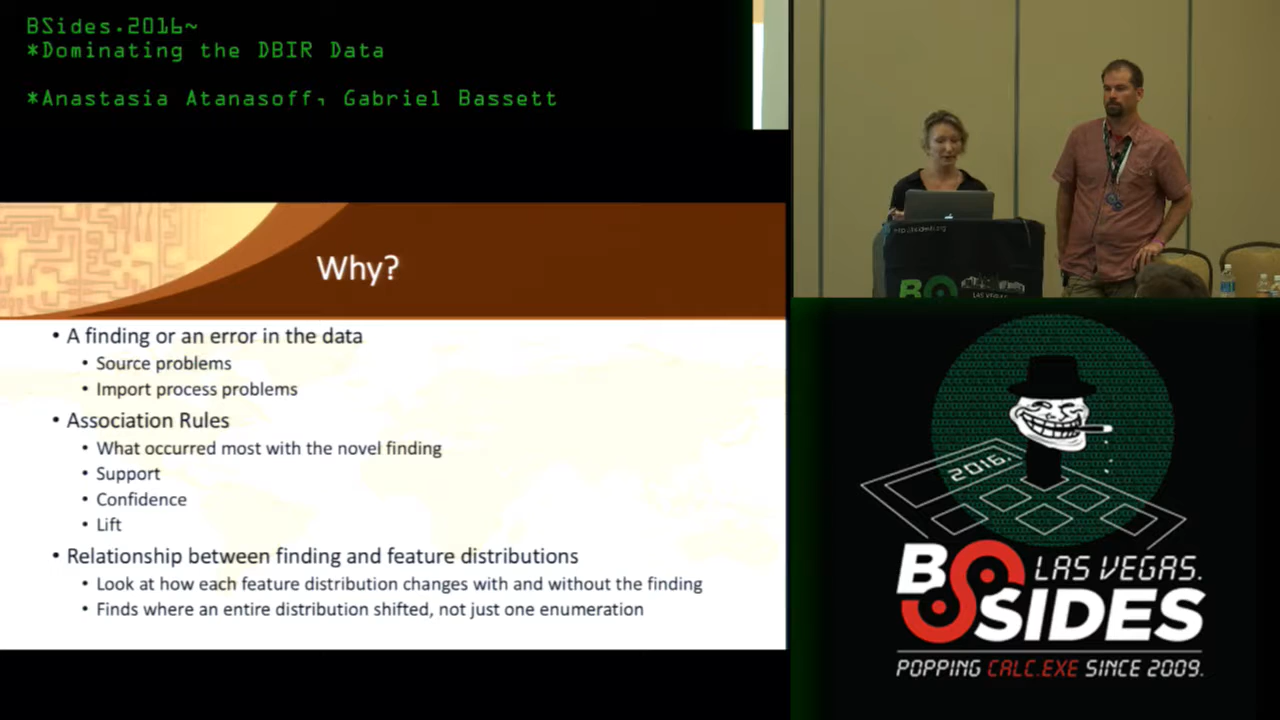 BSides.2016~
*Dominating the DBIR Data
*Anastasia Atanasoff, Gabriel Bassett
Why?
• A finding or an error in the data
• Source problems
• Import process problems
• Association Rules
• What occurred most with the novel finding
• Support
• Confidence
• Lift
• Relationship between finding and feature distributions
• Look at how each feature distribution changes with and without the finding
• Finds where an entire distribution shifted, not just one enumeration
LAS VEGAS
2016.
BSIDES
LAS VEGAS.
POPPING CALC.EXE SINCE 2009.